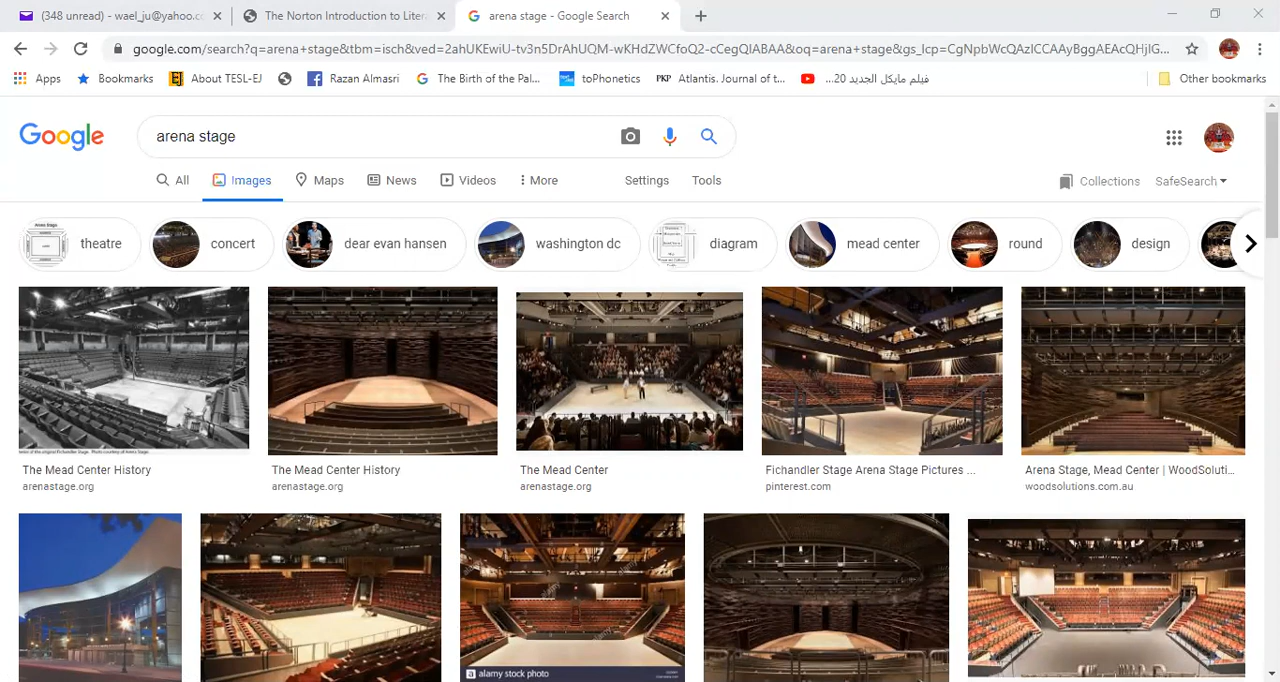 (348 unread) - wael_ju@yahoo.cc
The Norton Introduction to Litera
arena stage - Google Search
google.com/search?q=arena+stage&tbm=isch&ved=2ahUKEwiU-tv3n5DrAhUQM-wKHdZWCfoQ2-cCegQIABAA&oq=arena+stage&gs_lcp=CgNpbWcQAzICCAAyBggAEAcQHjIG...
Apps
Bookmarks
About TESL-EJ
Razan Almasri
The Birth of the Pal...
toPhonetics
PKP Atlantis. Journal of t...
فيلم مايكل الجديد 20...
Other bookmarks
Google
arena stage
All
Images
Maps
News
Videos
More
Settings
Tools
Collections
SafeSearch
theatre
concert
dear evan hansen
washington dc
diagram
mead center
round
design
The Mead Center History
arenastage.org
The Mead Center History
arenastage.org
The Mead Center
arenastage.org
Fichandler Stage Arena Stage Pictures ...
pinterest.com
Arena Stage, Mead Center | WoodSoluti...
woodsolutions.com.au
a alamy stock photo